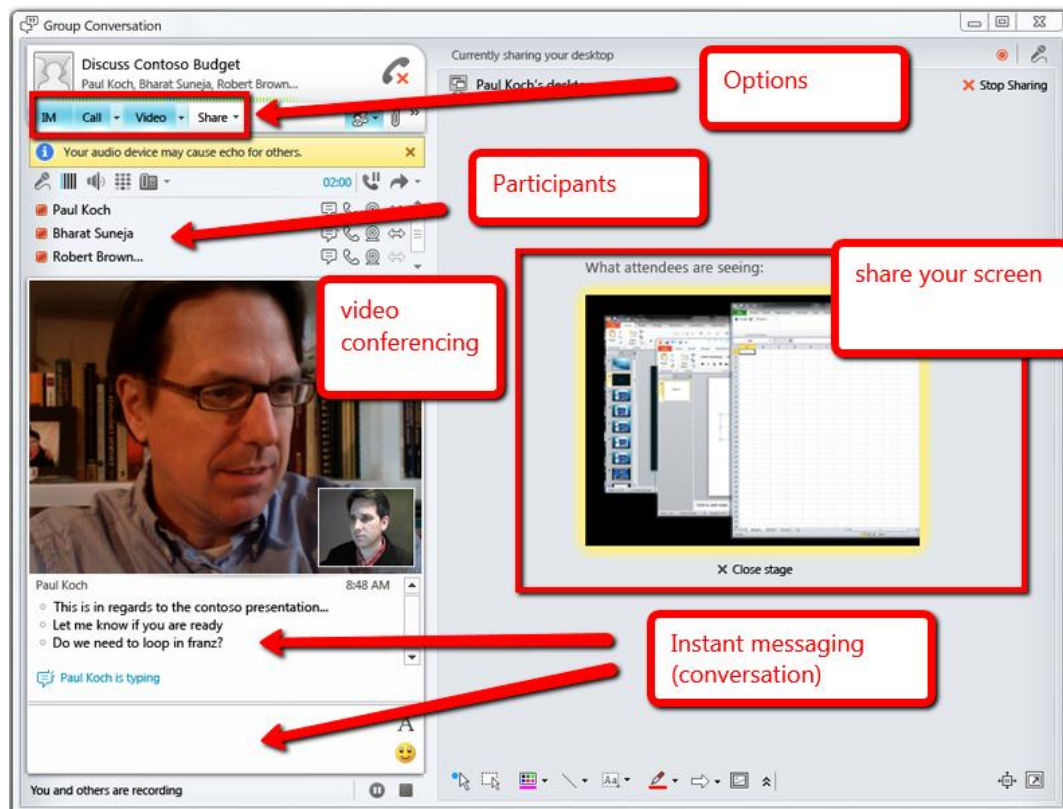 Group Conversation
Discuss Contoso Budget
Paul Koch, Bharat Suneja, Robert Brown...
IM Call Video Share
Your audio device may cause echo for others.
02:00
Paul Koch
Bharat Suneja
Robert Brown...
video
conferencing
Paul Koch 8:48 AM
This is in regards to the contoso presentation...
Let me know if you are ready
Do we need to loop in franz?
Paul Koch is typing
A
You and others are recording
Currently sharing your desktop
Paul Koch's
Stop Sharing
Options
Participants
What attendees are seeing:
share your screen
Close stage
Instant messaging
(conversation)
Aa